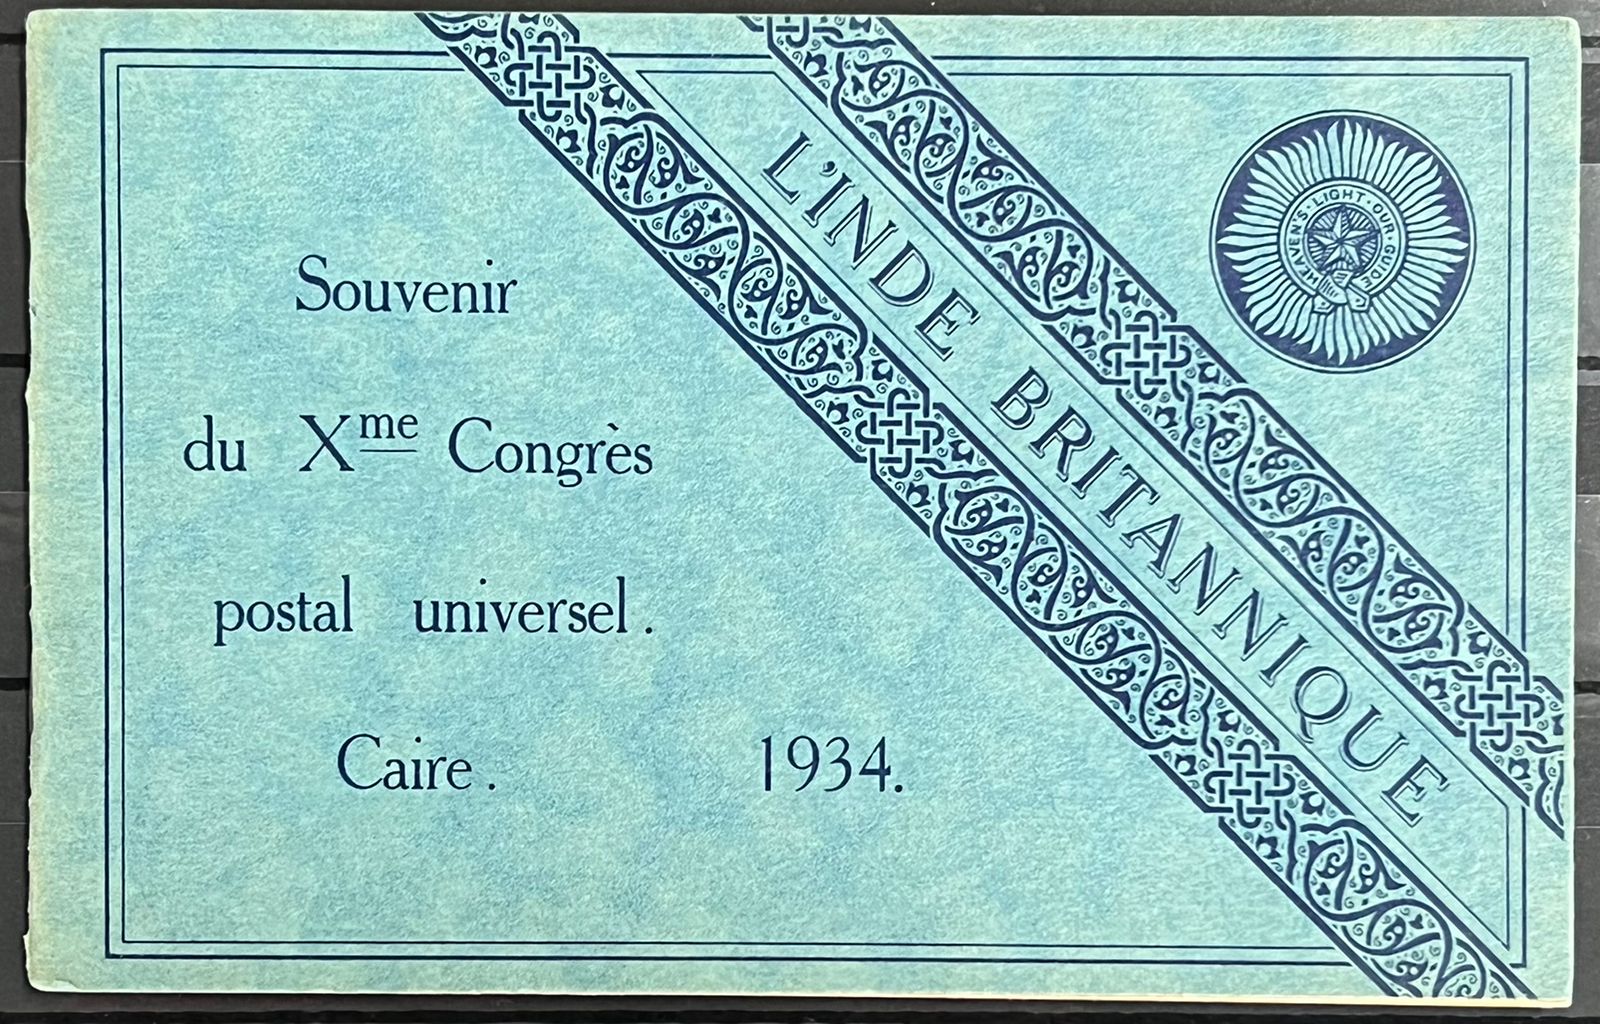 Souvenir
du Xme Congrès
postal universel.
Caire. 1934.
L'INDE BRITANNIQUE
HEAVEN'S·LIGHT·OUR·GUIDE